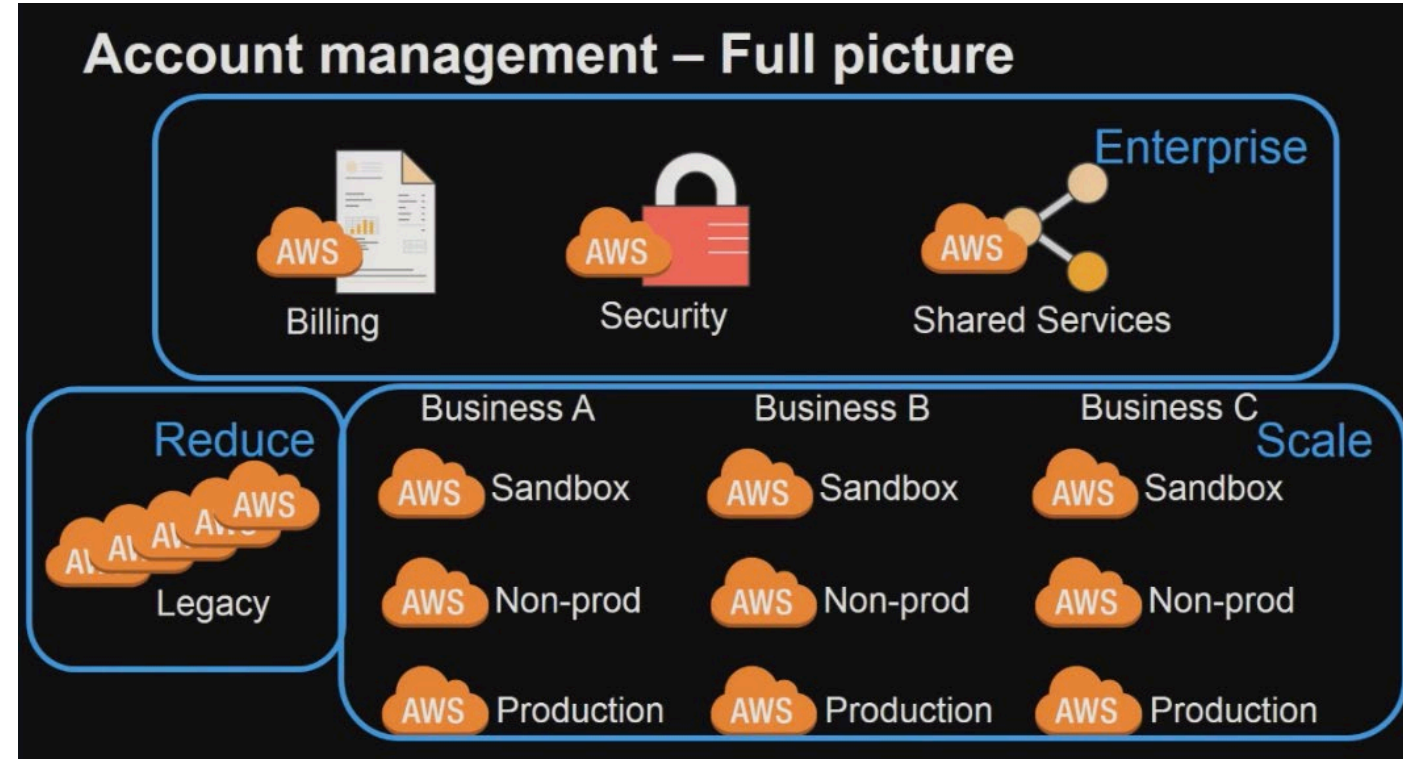 Account management – Full picture
Enterprise
AWS AWS AWS
Billing Security Shared Services
Reduce
AWS
Legacy
Business A Business B Business C
Scale
AWS Sandbox AWS Sandbox AWS Sandbox
AWS Non-prod AWS Non-prod AWS Non-prod
AWS Production AWS Production AWS Production